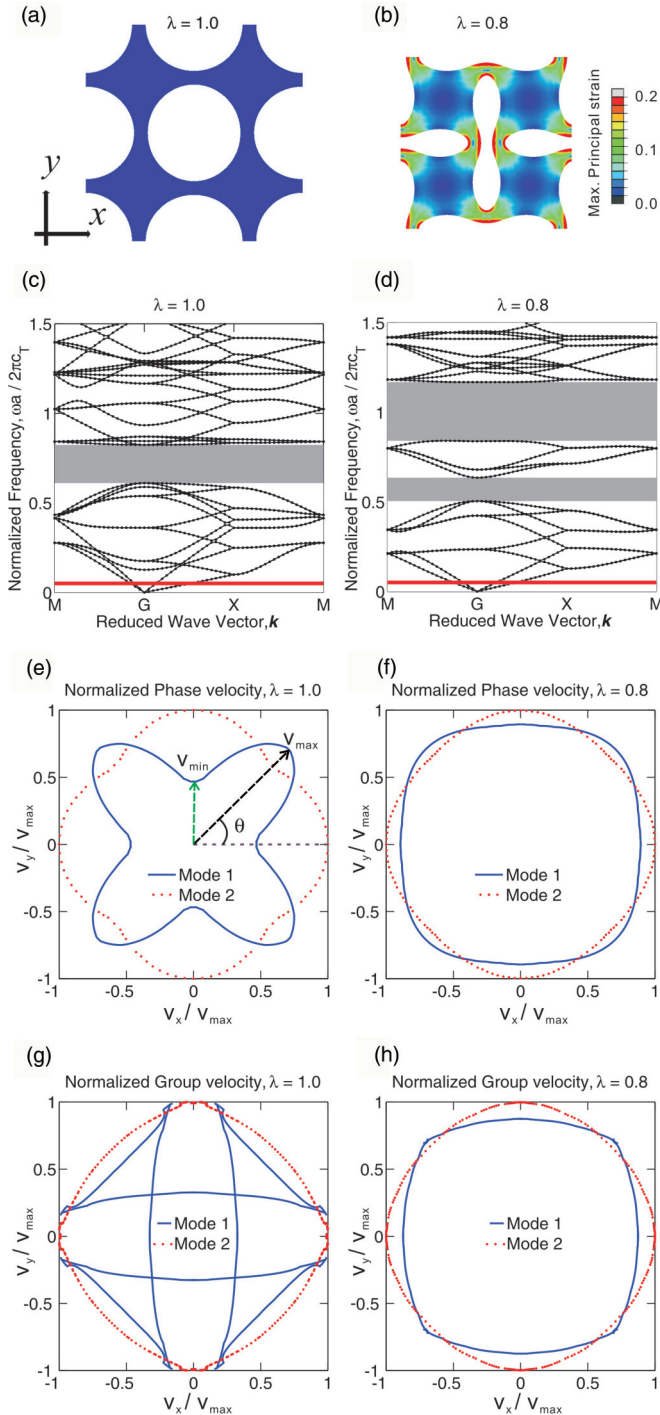 (a)
λ = 1.0
(b)
λ = 0.8
y
x
Max. Principal strain
0.2
0.1
0.0
(c)
λ = 1.0
(d)
λ = 0.8
Normalized Frequency, ωa / 2πc_T
1.5
1
0.5
0
M G X M
Reduced Wave Vector, k
1.5
1
0.5
0
M G X M
Reduced Wave Vector, k
(e)
Normalized Phase velocity, λ = 1.0
(f)
Normalized Phase velocity, λ = 0.8
v_y / v_max
1
0.5
0
-0.5
-1
v_min
v_max
θ
Mode 1
Mode 2
-1 -0.5 0 0.5 1
v_x / v_max
v_y / v_max
1
0.5
0
-0.5
-1
Mode 1
Mode 2
-1 -0.5 0 0.5 1
v_x / v_max
(g)
Normalized Group velocity, λ = 1.0
(h)
Normalized Group velocity, λ = 0.8
v_y / v_max
1
0.5
0
-0.5
-1
Mode 1
Mode 2
-1 -0.5 0 0.5 1
v_x / v_max
v_y / v_max
1
0.5
0
-0.5
-1
Mode 1
Mode 2
-1 -0.5 0 0.5 1
v_x / v_max